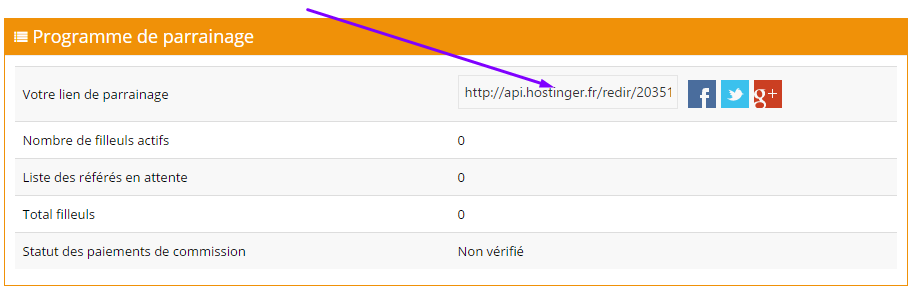 Programme de parrainage
Votre lien de parrainage http://api.hostinger.fr/redir/20351
f g+
Nombre de filleuls actifs 0
Liste des référés en attente 0
Total filleuls 0
Statut des paiements de commission Non vérifié